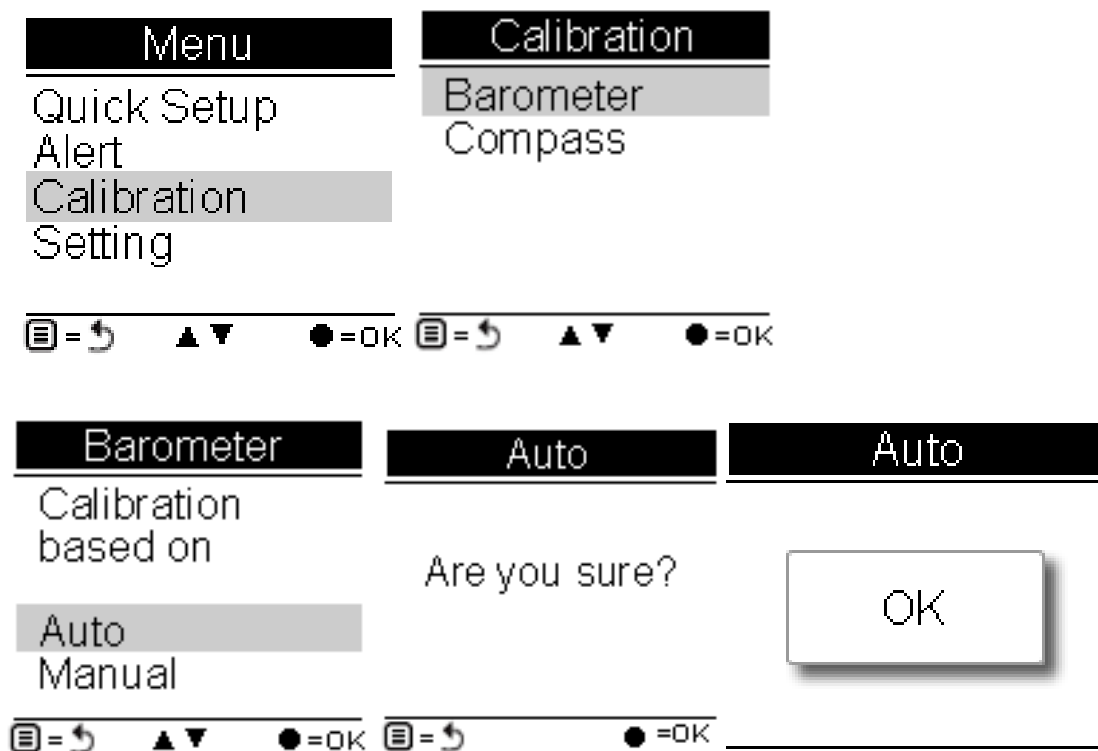 Menu
Quick Setup
Alert
Calibration
Setting
= ▲ ▼ ●=OK
Calibration
Barometer
Compass
= ▲ ▼ ●=OK
Barometer
Calibration
based on
Auto
Manual
= ▲ ▼ ●=OK
Auto
Are you sure?
= ● =OK
Auto
OK